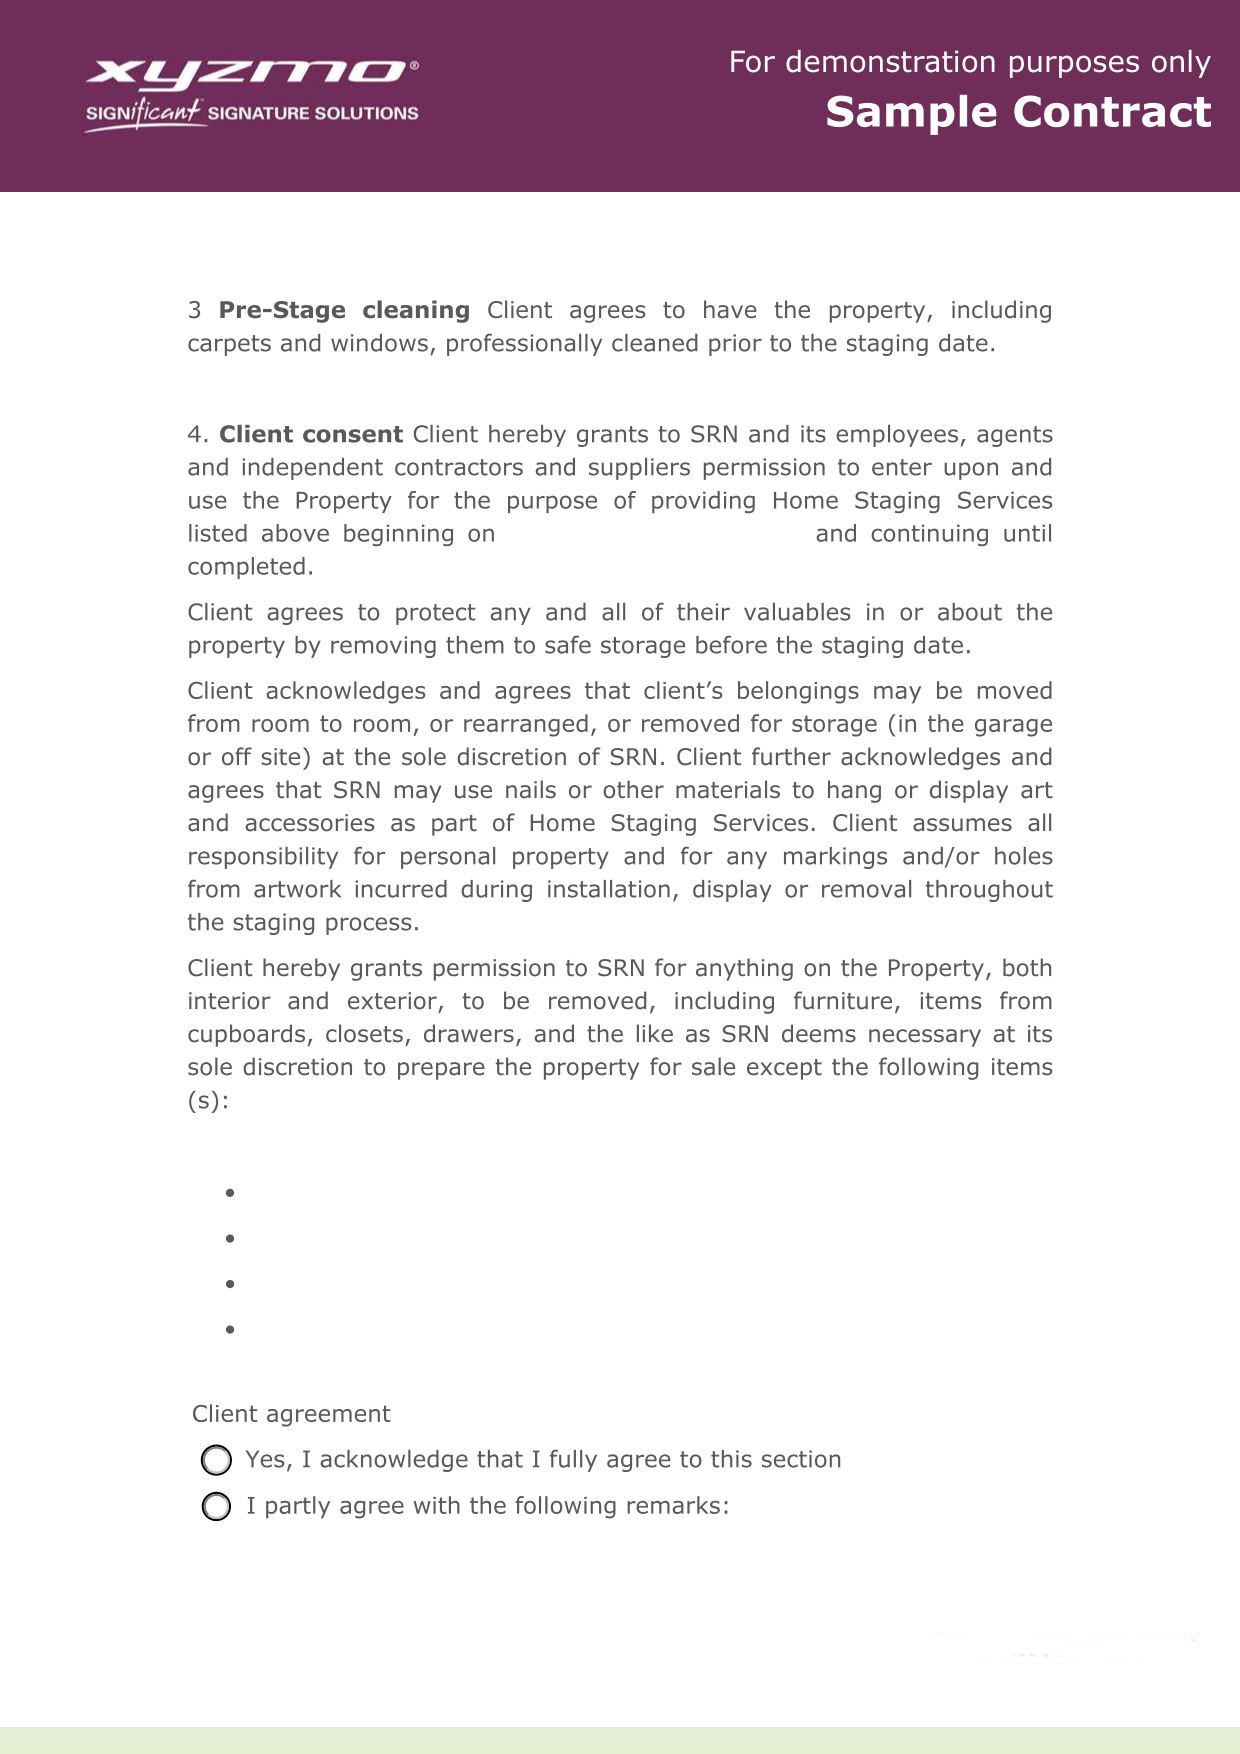 xyzmo®
SIGNificant SIGNATURE SOLUTIONS
For demonstration purposes only
Sample Contract
3 Pre-Stage cleaning Client agrees to have the property, including
carpets and windows, professionally cleaned prior to the staging date.
4. Client consent Client hereby grants to SRN and its employees, agents
and independent contractors and suppliers permission to enter upon and
use the Property for the purpose of providing Home Staging Services
listed above beginning on and continuing until
completed.
Client agrees to protect any and all of their valuables in or about the
property by removing them to safe storage before the staging date.
Client acknowledges and agrees that client’s belongings may be moved
from room to room, or rearranged, or removed for storage (in the garage
or off site) at the sole discretion of SRN. Client further acknowledges and
agrees that SRN may use nails or other materials to hang or display art
and accessories as part of Home Staging Services. Client assumes all
responsibility for personal property and for any markings and/or holes
from artwork incurred during installation, display or removal throughout
the staging process.
Client hereby grants permission to SRN for anything on the Property, both
interior and exterior, to be removed, including furniture, items from
cupboards, closets, drawers, and the like as SRN deems necessary at its
sole discretion to prepare the property for sale except the following items
(s):
•
•
•
•
Client agreement
Yes, I acknowledge that I fully agree to this section
I partly agree with the following remarks: